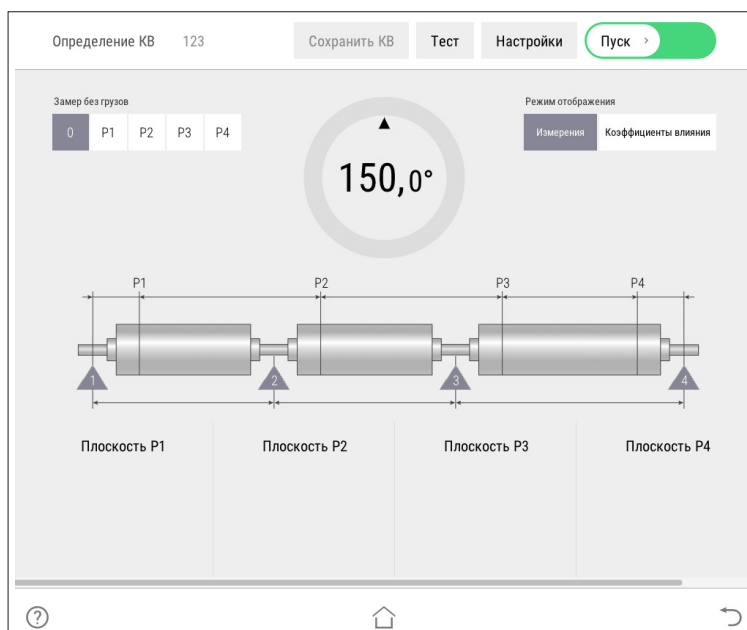 Определение КВ 123 Сохранить КВ Тест Настройки Пуск
Замер без грузов Режим отображения
0 P1 P2 P3 P4 Измерения Коэффициенты влияния
150,0°
P1 P2 P3 P4
1 2 3 4
Плоскость P1 Плоскость P2 Плоскость P3 Плоскость P4
?